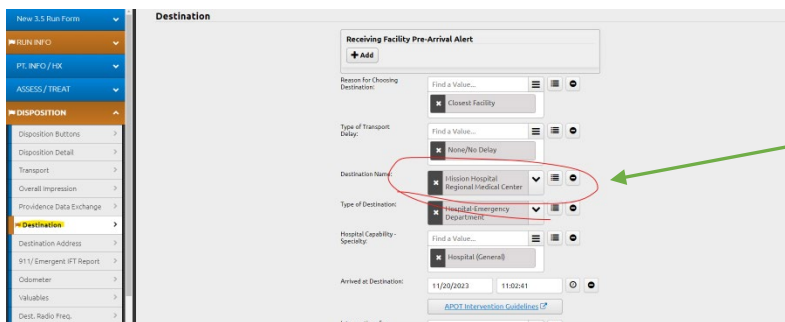 New 3.5 Run Form
Destination
RUN INFO
PT. INFO / HX
ASSESS / TREAT
DISPOSITION
Disposition Buttons
Disposition Detail
Transport
Overall Impression
Providence Data Exchange
Destination
Destination Address
911/ Emergent IFT Report
Odometer
Valuables
Dest. Radio Freq.
Receiving Facility Pre-Arrival Alert
+ Add
Reason for Choosing
Destination:
Find a Value...
Closest Facility
Type of Transport
Delay:
Find a Value...
None/No Delay
Destination Name:
Mission Hospital
Regional Medical Center
Type of Destination:
Hospital-Emergency
Department
Hospital Capability -
Specialty:
Find a Value...
Hospital (General)
Arrived at Destination:
11/20/2023 11:02:41
APOT Intervention Guidelines